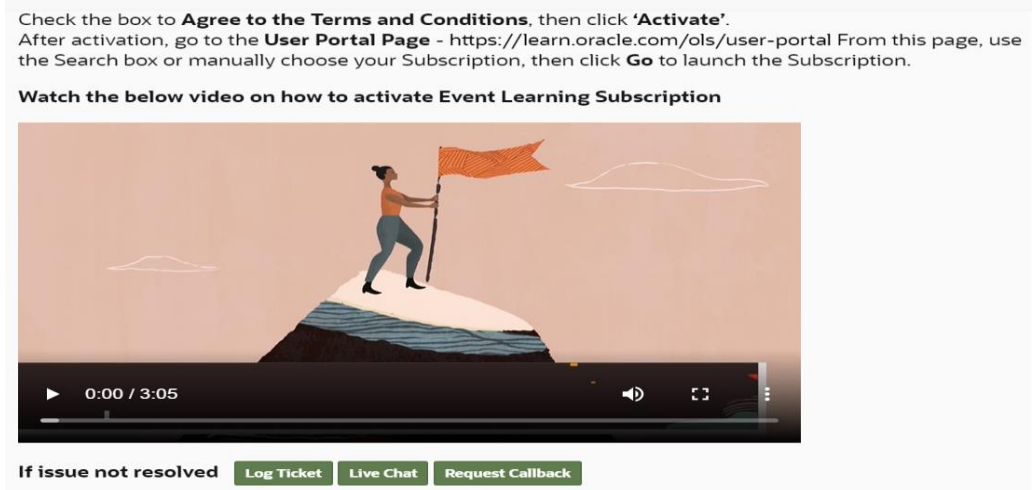 Check the box to Agree to the Terms and Conditions, then click ‘Activate’.
After activation, go to the User Portal Page - https://learn.oracle.com/ols/user-portal From this page, use
the Search box or manually choose your Subscription, then click Go to launch the Subscription.
Watch the below video on how to activate Event Learning Subscription
0:00 / 3:05
If issue not resolved Log Ticket Live Chat Request Callback